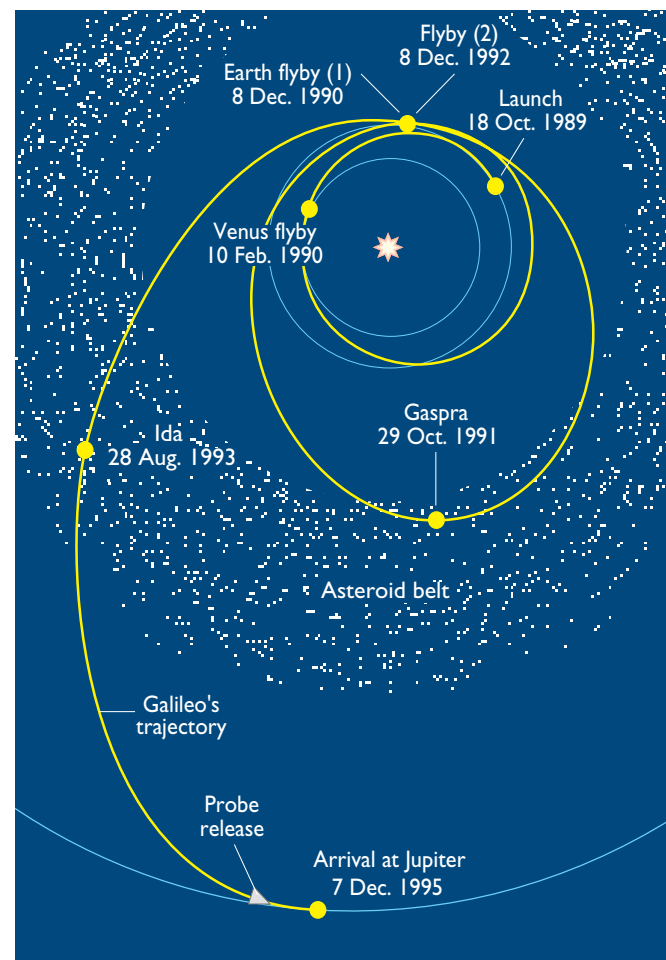 Flyby (2)
8 Dec. 1992
Earth flyby (1)
8 Dec. 1990
Launch
18 Oct. 1989
Venus flyby
10 Feb. 1990
Gaspra
29 Oct. 1991
Ida
28 Aug. 1993
Asteroid belt
Galileo's
trajectory
Probe
release
Arrival at Jupiter
7 Dec. 1995